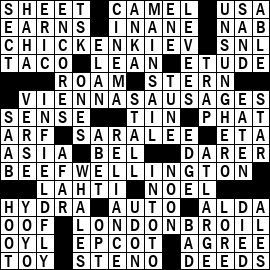 SHEET CAMEL USA
EARNS INANE NAB
CHICKENKIEV SNL
TACO LEAN ETUDE
ROAM STERN
VIENNASAUSAGES
SENSE TIN PHAT
ARF SARALEE ETA
ASIA BEL DARER
BEEFWELLINGTON
LAHTI NOEL
HYDRA AUTO ALDA
OOF LONDONBROIL
OYL EPCOT AGREE
TOY STENO DEEDS